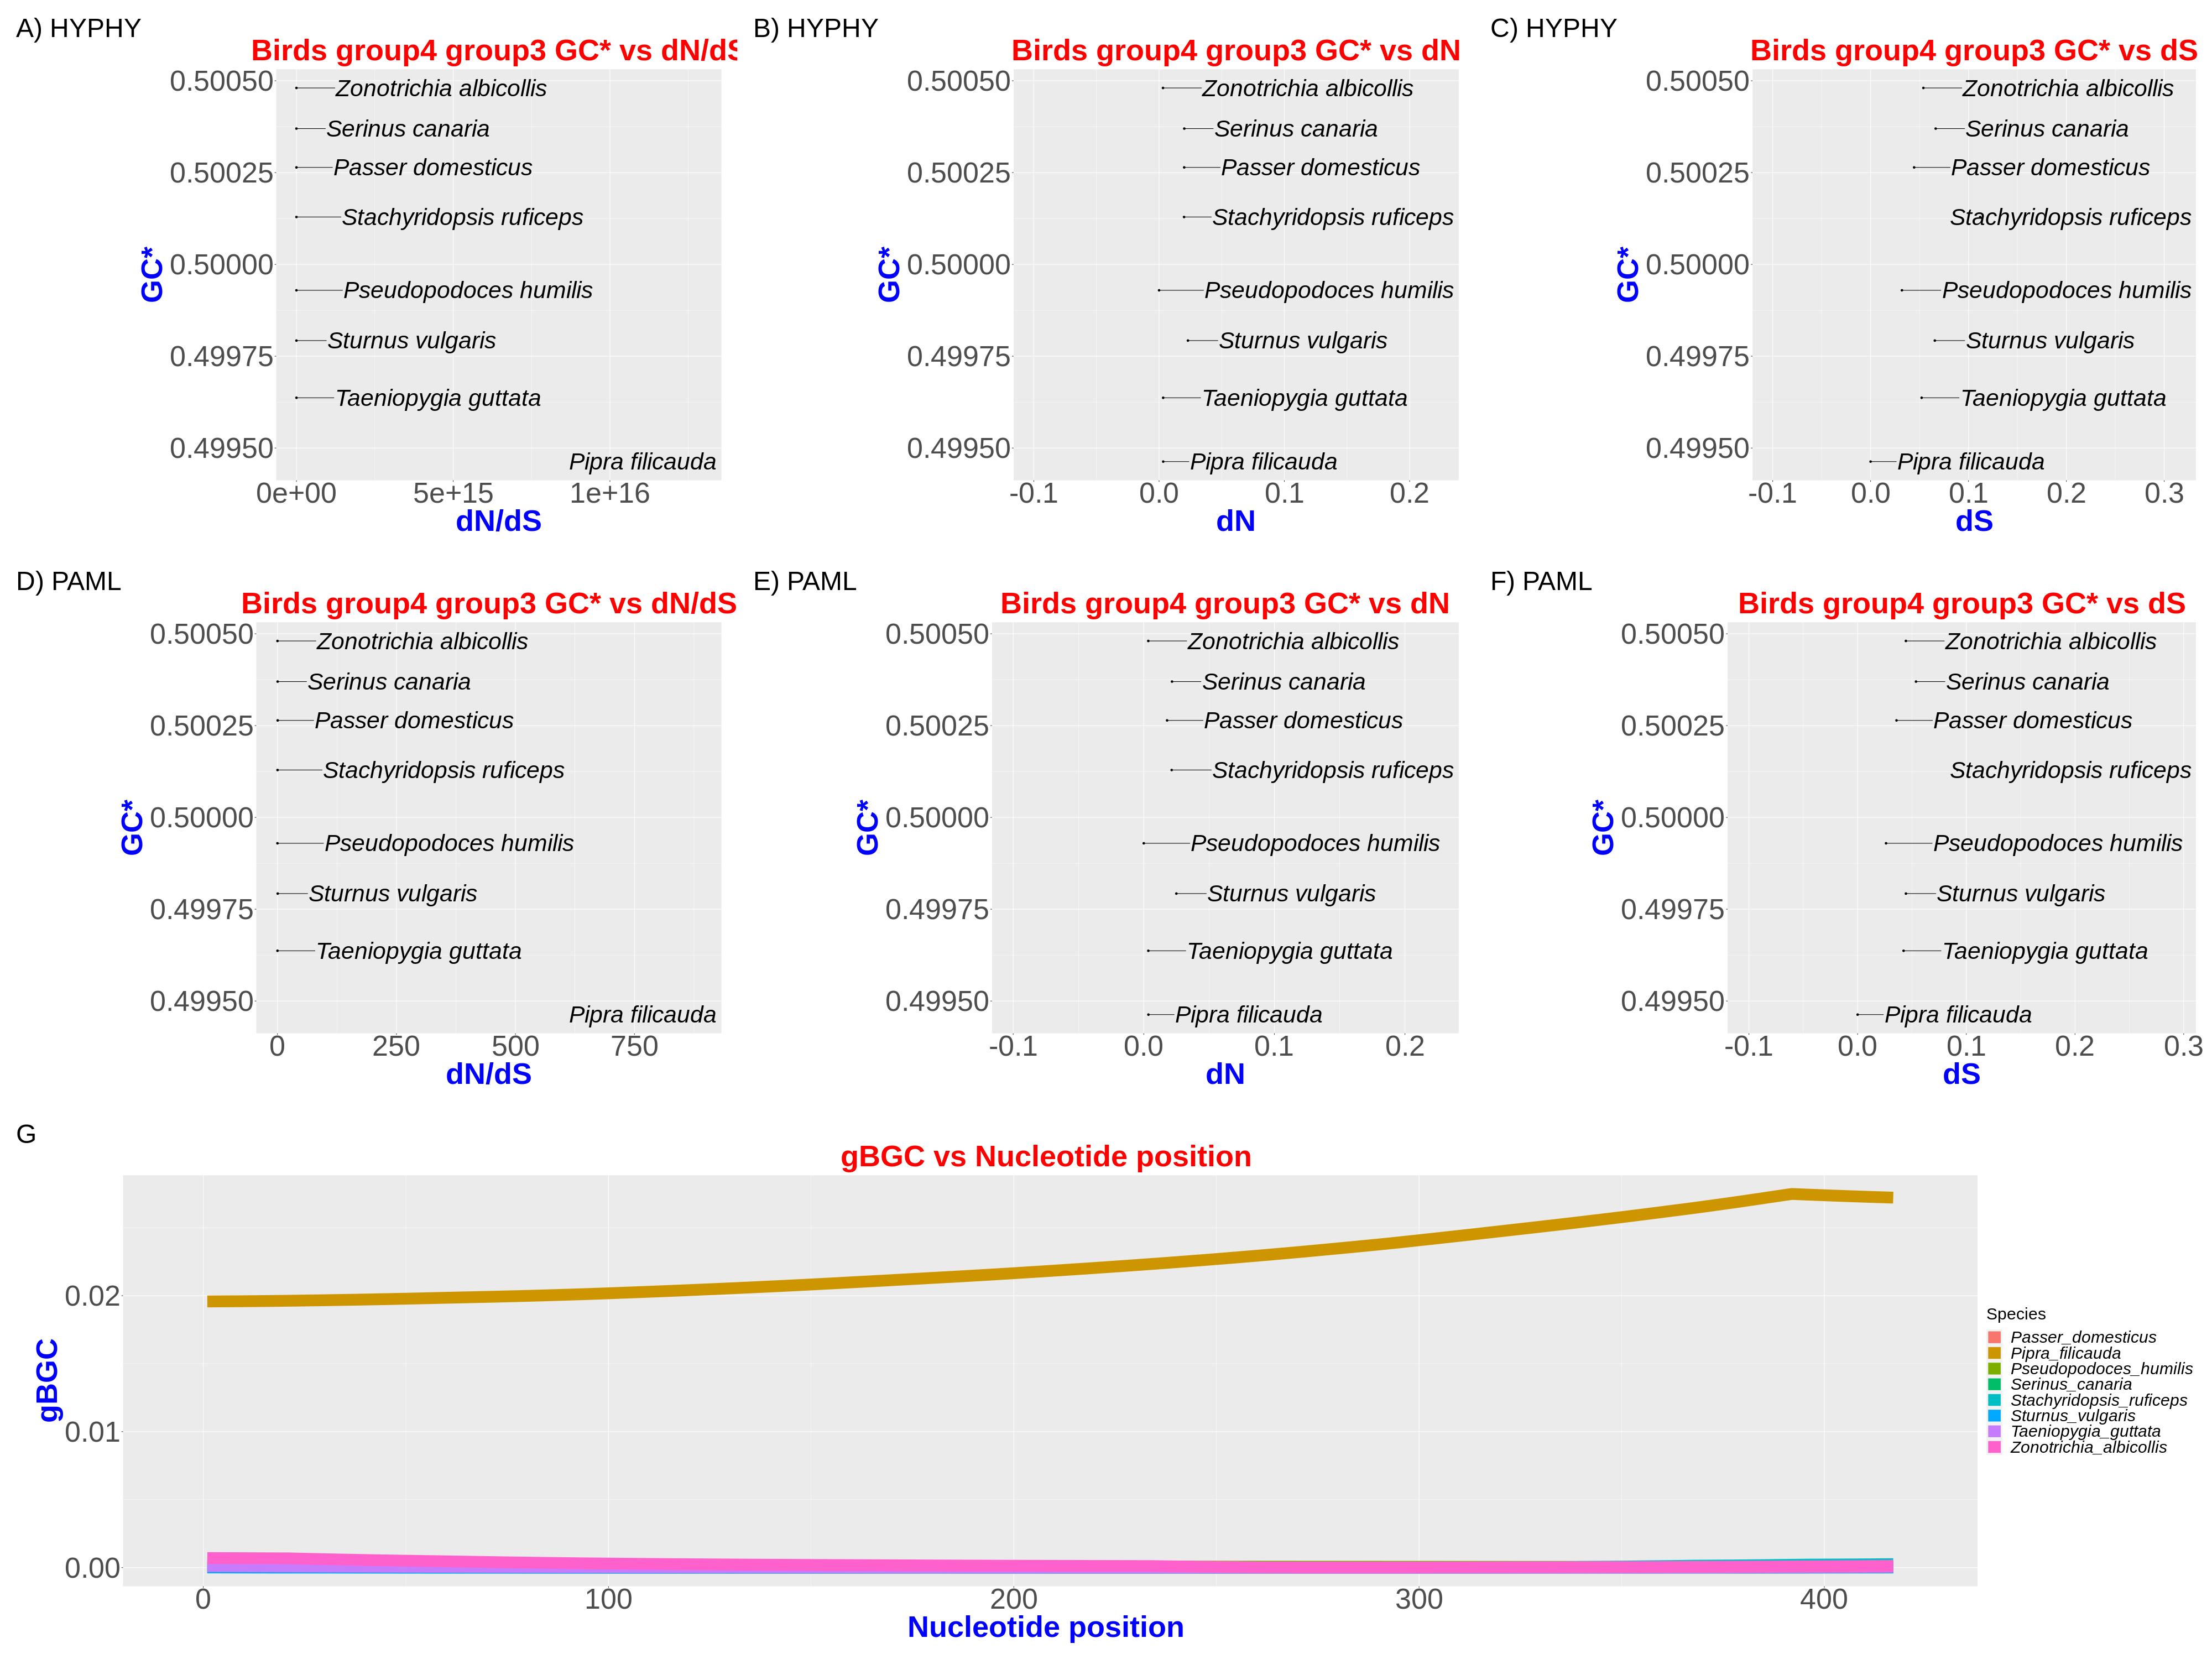 A) HYPHY
Birds group4 group3 GC* vs dN/dS
0.50050
0.50025
0.50000
0.49975
0.49950
GC*
Zonotrichia albicollis
Serinus canaria
Passer domesticus
Stachyridopsis ruficeps
Pseudopodoces humilis
Sturnus vulgaris
Taeniopygia guttata
Pipra filicauda
0e+00 5e+15 1e+16
dN/dS
B) HYPHY
Birds group4 group3 GC* vs dN
0.50050
0.50025
0.50000
0.49975
0.49950
GC*
Zonotrichia albicollis
Serinus canaria
Passer domesticus
Stachyridopsis ruficeps
Pseudopodoces humilis
Sturnus vulgaris
Taeniopygia guttata
Pipra filicauda
-0.1 0.0 0.1 0.2
dN
C) HYPHY
Birds group4 group3 GC* vs dS
0.50050
0.50025
0.50000
0.49975
0.49950
GC*
Zonotrichia albicollis
Serinus canaria
Passer domesticus
Stachyridopsis ruficeps
Pseudopodoces humilis
Sturnus vulgaris
Taeniopygia guttata
Pipra filicauda
-0.1 0.0 0.1 0.2 0.3
dS
D) PAML
Birds group4 group3 GC* vs dN/dS
0.50050
0.50025
0.50000
0.49975
0.49950
GC*
Zonotrichia albicollis
Serinus canaria
Passer domesticus
Stachyridopsis ruficeps
Pseudopodoces humilis
Sturnus vulgaris
Taeniopygia guttata
Pipra filicauda
0 250 500 750
dN/dS
E) PAML
Birds group4 group3 GC* vs dN
0.50050
0.50025
0.50000
0.49975
0.49950
GC*
Zonotrichia albicollis
Serinus canaria
Passer domesticus
Stachyridopsis ruficeps
Pseudopodoces humilis
Sturnus vulgaris
Taeniopygia guttata
Pipra filicauda
-0.1 0.0 0.1 0.2
dN
F) PAML
Birds group4 group3 GC* vs dS
0.50050
0.50025
0.50000
0.49975
0.49950
GC*
Zonotrichia albicollis
Serinus canaria
Passer domesticus
Stachyridopsis ruficeps
Pseudopodoces humilis
Sturnus vulgaris
Taeniopygia guttata
Pipra filicauda
-0.1 0.0 0.1 0.2 0.3
dS
G
gBGC vs Nucleotide position
0.02
0.01
0.00
gBGC
0 100 200 300 400
Nucleotide position
Species
Passer_domesticus
Pipra_filicauda
Pseudopodoces_humilis
Serinus_canaria
Stachyridopsis_ruficeps
Sturnus_vulgaris
Taeniopygia_guttata
Zonotrichia_albicollis